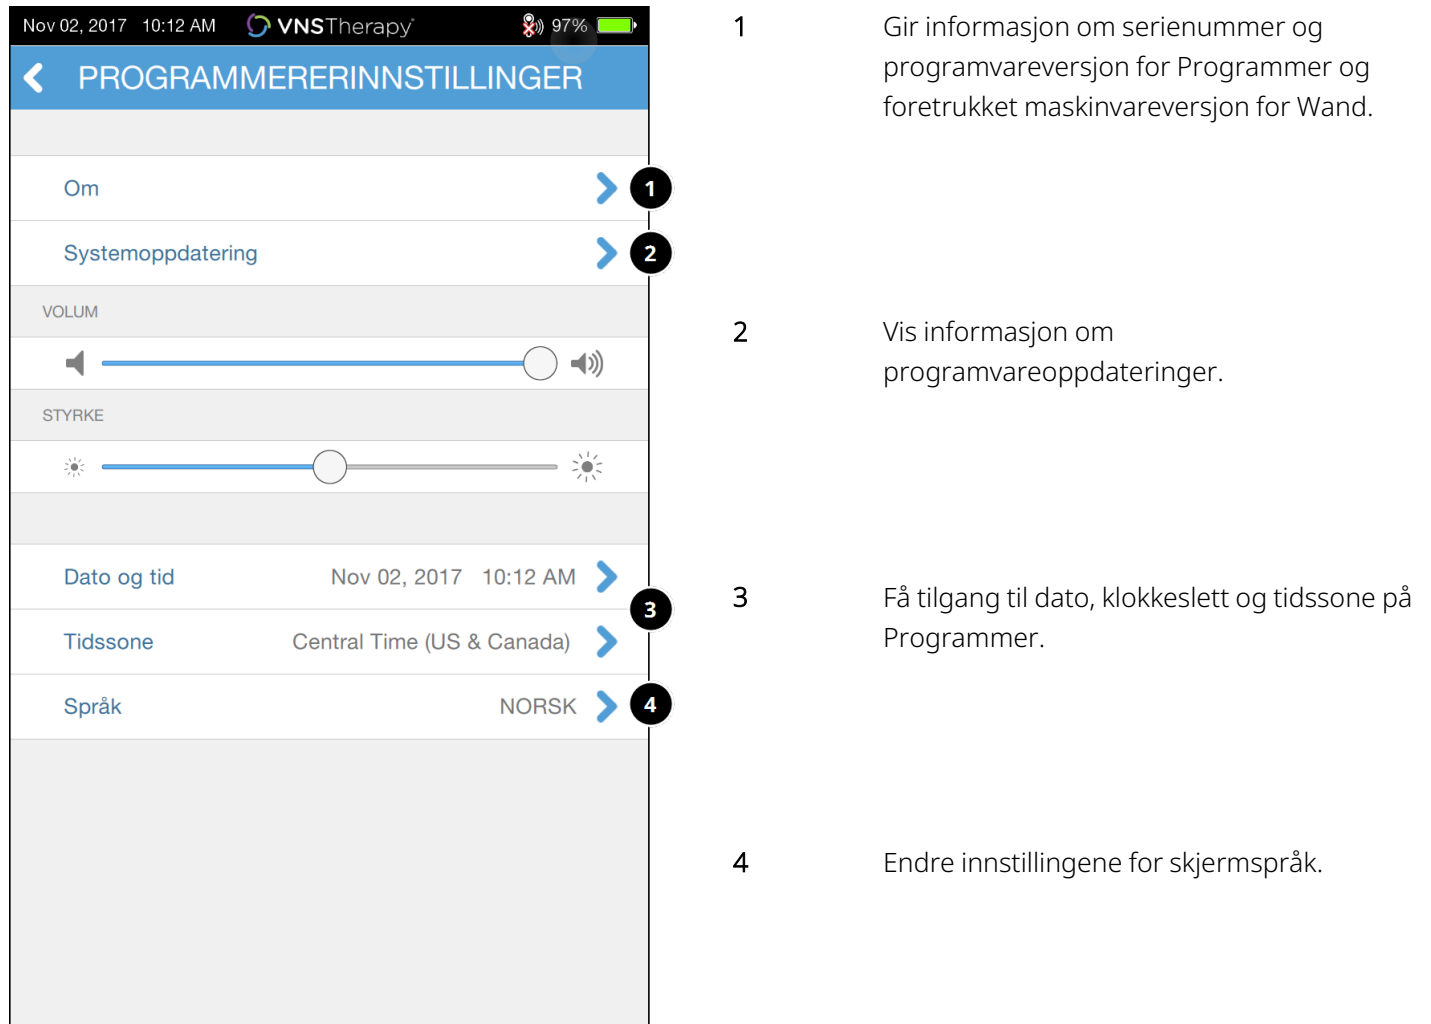 Nov 02, 2017 10:12 AM VNSTherapy 97%
PROGRAMMERERINNSTILLINGER
Om 1
Systemoppdatering 2
VOLUM
STYRKE
Dato og tid Nov 02, 2017 10:12 AM
3
Tidssone Central Time (US & Canada)
Språk NORSK 4
1 Gir informasjon om serienummer og
programvareversjon for Programmer og
foretrukket maskinvareversjon for Wand.
2 Vis informasjon om
programvareoppdateringer.
3 Få tilgang til dato, klokkeslett og tidssone på
Programmer.
4 Endre innstillingene for skjermspråk.